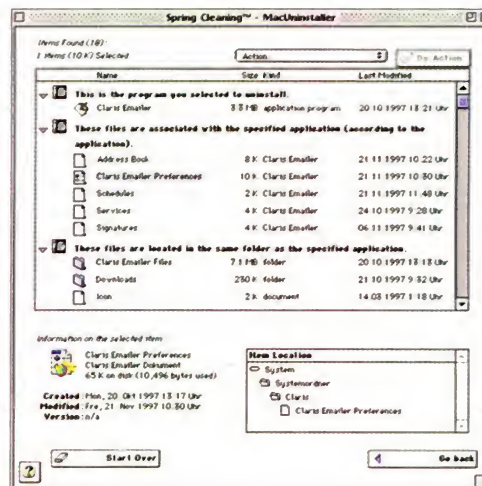 Spring Cleaning™ - MacUninstaller
Items Found (18):
1 Items (10 K) Selected
Action
Do Action
Name Size Kind Last Modified
This is the program you selected to uninstall.
Claris Emailer 3.3 MB application program 20.10.1997 13:21 Uhr
These files are associated with the specified application (according to the
application).
Address Book 8 K Claris Emailer 21.11.1997 10:22 Uhr
Claris Emailer Preferences 10 K Claris Emailer 21.11.1997 10:30 Uhr
Schedules 2 K Claris Emailer 21.11.1997 11:48 Uhr
Services 4 K Claris Emailer 24.10.1997 9:28 Uhr
Signatures 4 K Claris Emailer 06.11.1997 9:41 Uhr
These files are located in the same folder as the specified application.
Claris Emailer Files 7.1 MB folder 20.10.1997 13:13 Uhr
Downloads 230 K folder 21.10.1997 9:32 Uhr
Icon 2 K document 14.03.1997 1:18 Uhr
Information on the selected item
Claris Emailer Preferences
Claris Emailer Dokument
65 K on disk (10,496 bytes used)
Created: Mon, 20. Okt 1997 13:17 Uhr
Modified: Fre, 21. Nov 1997 10:30 Uhr
Version: n/a
Item Location
System
Systemordner
Claris
Claris Emailer Preferences
?
Start Over
Go back